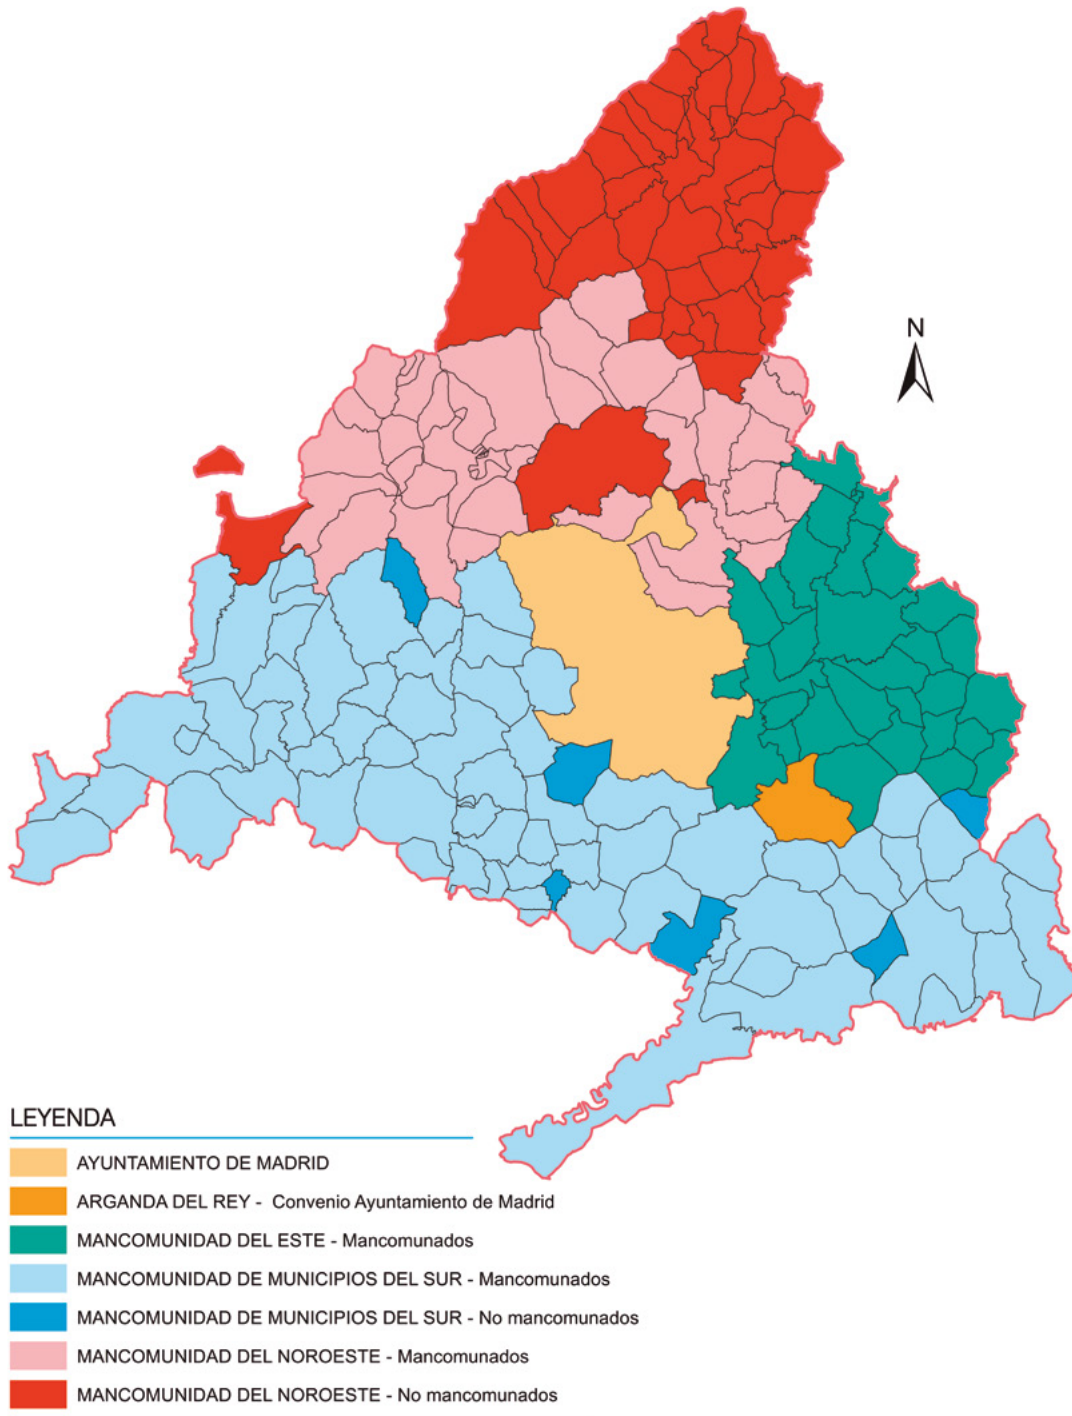 N
LEYENDA
AYUNTAMIENTO DE MADRID
ARGANDA DEL REY - Convenio Ayuntamiento de Madrid
MANCOMUNIDAD DEL ESTE - Mancomunados
MANCOMUNIDAD DE MUNICIPIOS DEL SUR - Mancomunados
MANCOMUNIDAD DE MUNICIPIOS DEL SUR - No mancomunados
MANCOMUNIDAD DEL NOROESTE - Mancomunados
MANCOMUNIDAD DEL NOROESTE - No mancomunados